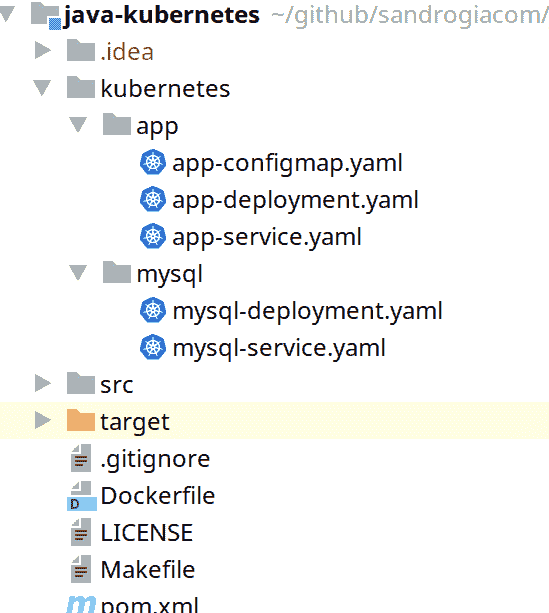 java-kubernetes ~/github/sandrogiacom/
.idea
kubernetes
app
app-configmap.yaml
app-deployment.yaml
app-service.yaml
mysql
mysql-deployment.yaml
mysql-service.yaml
src
target
.gitignore
D Dockerfile
LICENSE
Makefile
m pom.xml